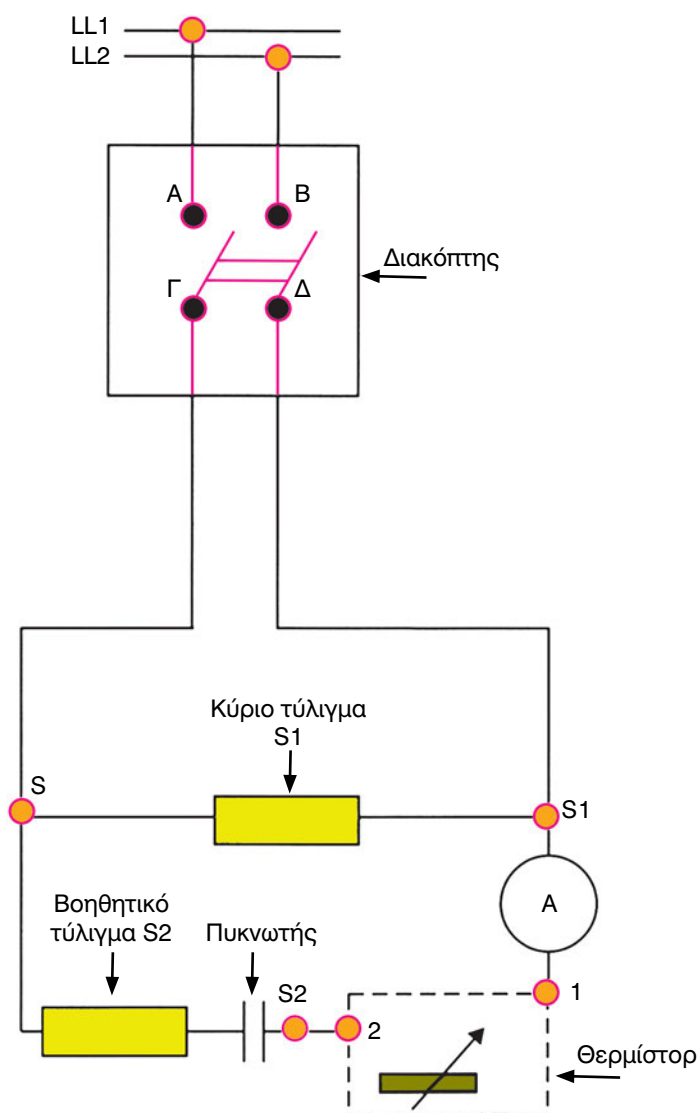 LL1
LL2
Α
Β
Διακόπτης
Γ
Δ
Κύριο τύλιγμα
S1
S
S1
Βοηθητικό
τύλιγμα S2
Πυκνωτής
Α
S2
1
2
Θερμίστορ